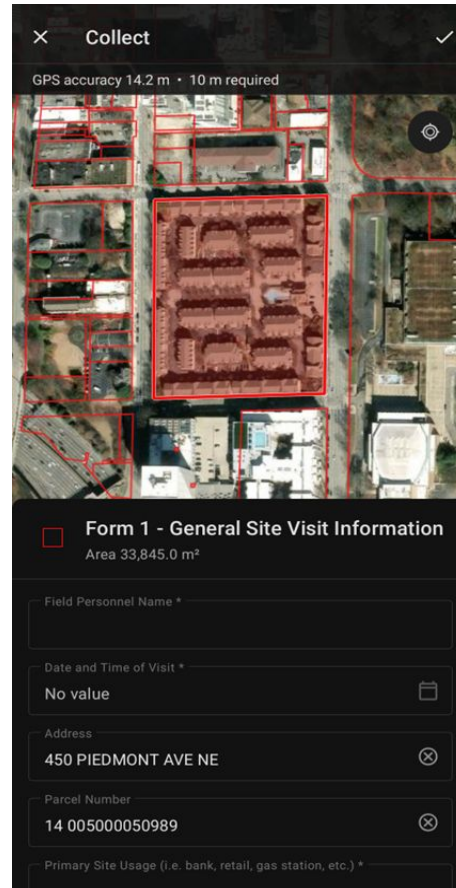 Collect
GPS accuracy 14.2 m • 10 m required
Form 1 - General Site Visit Information
Area 33,845.0 m²
Field Personnel Name *
Date and Time of Visit *
No value
Address
450 PIEDMONT AVE NE
Parcel Number
14 005000050989
Primary Site Usage (i.e. bank, retail, gas station, etc.) *